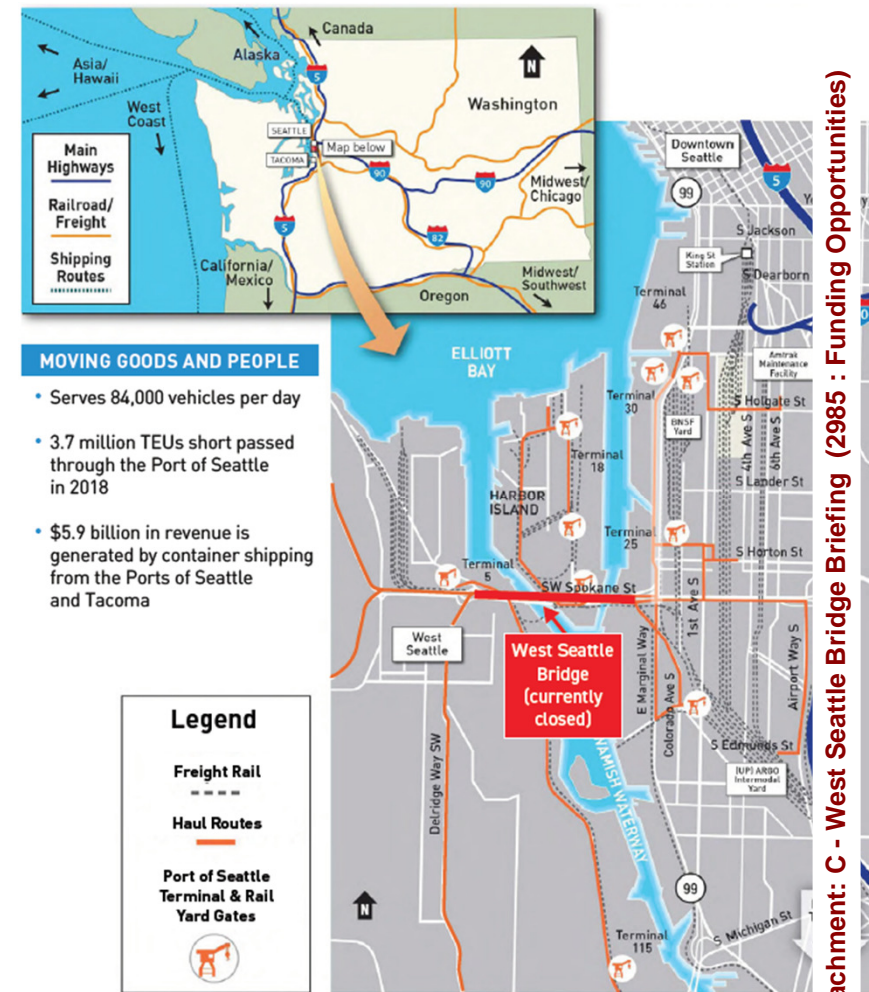 Canada
Alaska
5
Asia/
Hawaii
N
West
Coast
Washington
SEATTLE
Map below
TACOMA
Main
Highways
Railroad/
Freight
Shipping
Routes
90
90
Midwest/
Chicago
5
82
California/
Mexico
Oregon
Midwest/
Southwest
MOVING GOODS AND PEOPLE
• Serves 84,000 vehicles per day
• 3.7 million TEUs short passed
through the Port of Seattle
in 2018
• $5.9 billion in revenue is
generated by container shipping
from the Ports of Seattle
and Tacoma
Legend
Freight Rail
Haul Routes
Port of Seattle
Terminal & Rail
Yard Gates
Downtown
Seattle
99
5
S Jackson
King St
Station
S Dearborn
Terminal
46
ELLIOTT
BAY
Amtrak
Maintenance
Facility
Terminal
30
S Holgate St
BNSF
Yard
4th Ave S
6th Ave S
Terminal
18
S Lander St
HARBOR
ISLAND
Terminal
25
S Horton St
Terminal
5
SW Spokane St
1st Ave S
West
Seattle
West Seattle
Bridge
(currently
closed)
E Marginal Way
Colorado Ave S
Airport Way S
S Edmunds St
(UP) ARGO
Intermodal
Yard
Delridge Way SW
WAMISH WATERWAY
N
99
S Michigan St
Terminal
115
achment: C - West Seattle Bridge Briefing (2985 : Funding Opportunities)